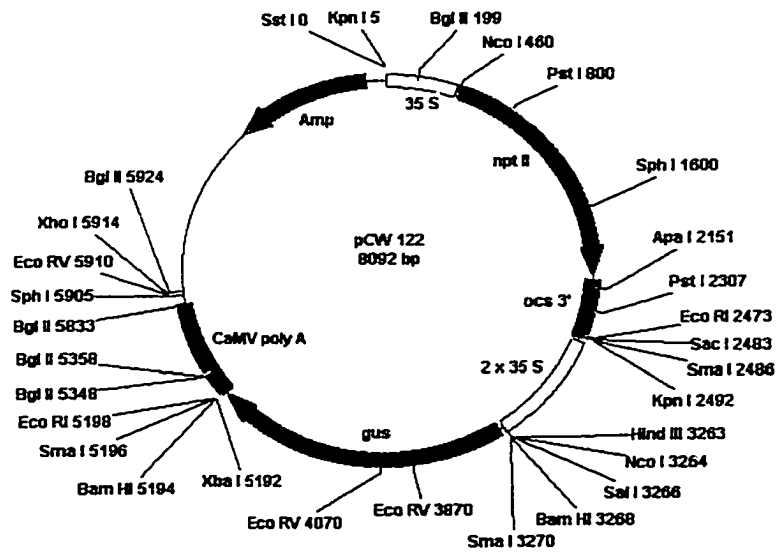 Sst I 0
Kpn I 5
Bgl II 199
Nco I 460
Pst I 800
35 S
Amp
npt II
Sph I 1600
Bgl II 5924
Xho I 5914
Eco RV 5910
Sph I 5905
Bgl II 5833
Bgl II 5358
Bgl II 5348
Eco RI 5198
Sma I 5196
Bam HI 5194
Xba I 5192
pCW 122
8092 bp
Apa I 2151
Pst I 2307
ocs 3'
Eco RI 2473
Sac I 2483
Sma I 2486
Kpn I 2492
CaMV poly A
2 x 35 S
gus
Hind III 3263
Nco I 3264
Sal I 3266
Bam HI 3268
Sma I 3270
Eco RV 3870
Eco RV 4070